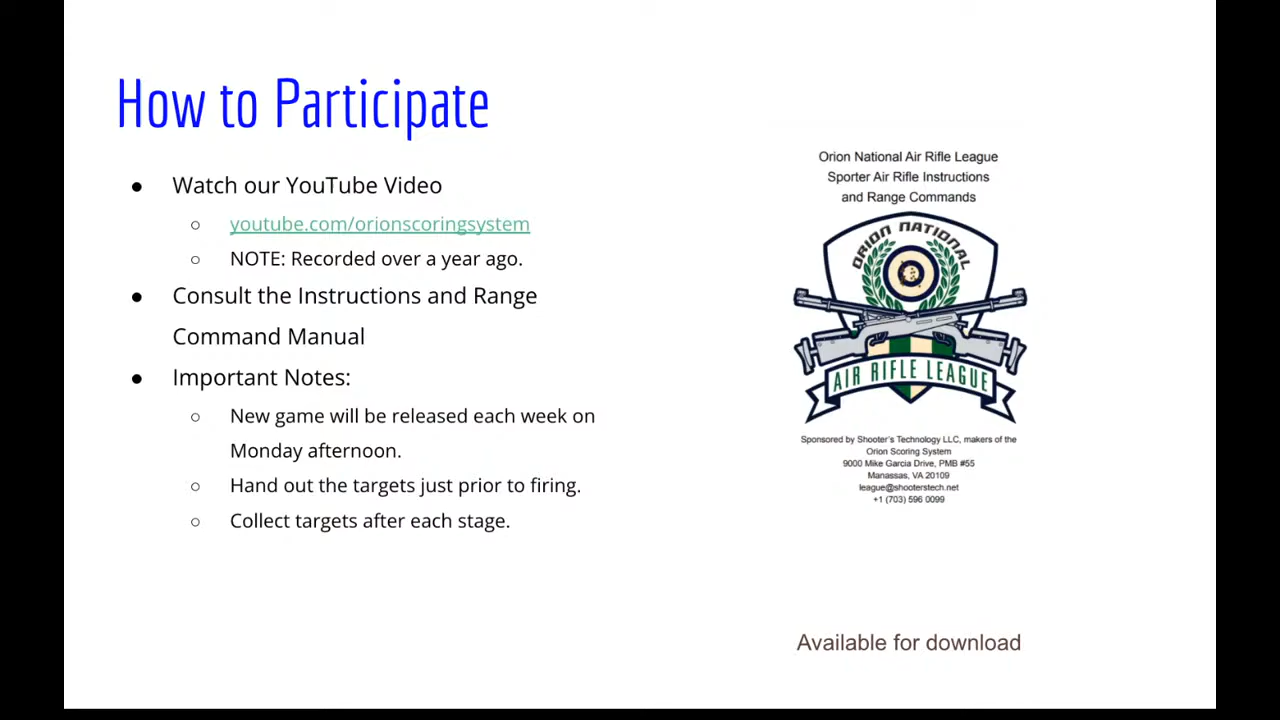 How to Participate
● Watch our YouTube Video
○ youtube.com/orionscoringsystem
○ NOTE: Recorded over a year ago.
● Consult the Instructions and Range
Command Manual
● Important Notes:
○ New game will be released each week on
Monday afternoon.
○ Hand out the targets just prior to firing.
○ Collect targets after each stage.
Orion National Air Rifle League
Sporter Air Rifle Instructions
and Range Commands
ORION NATIONAL
AIR RIFLE LEAGUE
Sponsored by Shooter's Technology LLC, makers of the
Orion Scoring System
9000 Mike Garcia Drive, PMB #55
Manassas, VA 20109
league@shooterstech.net
+1 (703) 596 0099
Available for download